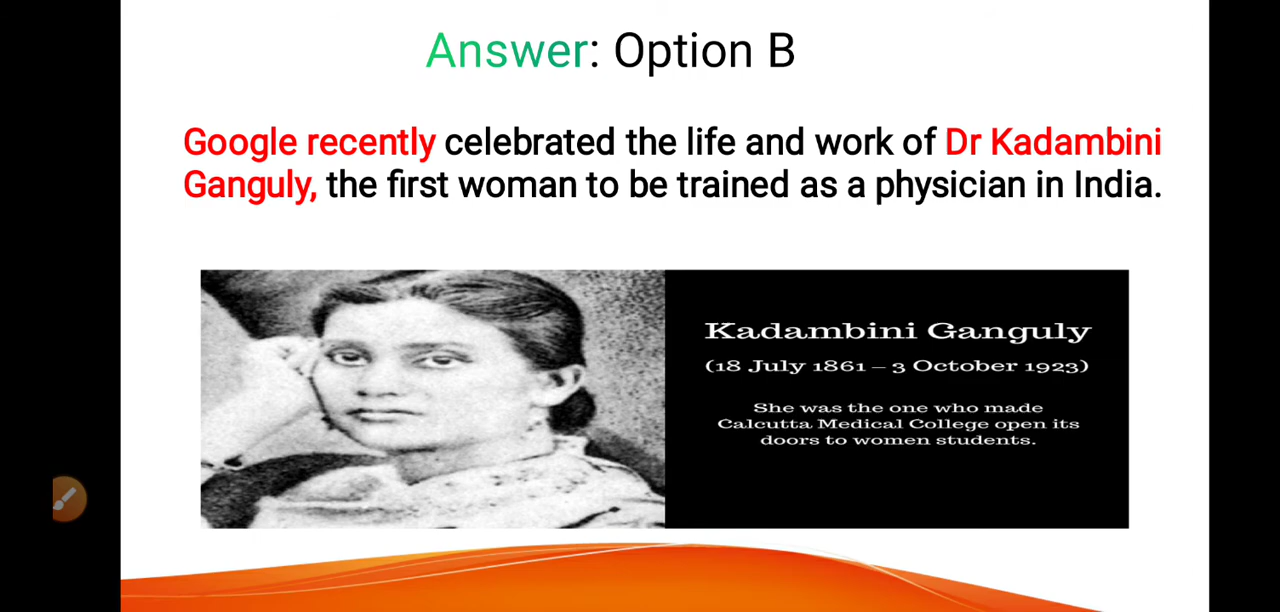 Answer: Option B
Google recently celebrated the life and work of Dr Kadambini
Ganguly, the first woman to be trained as a physician in India.
Kadambini Ganguly
(18 July 1861 – 3 October 1923)
She was the one who made
Calcutta Medical College open its
doors to women students.